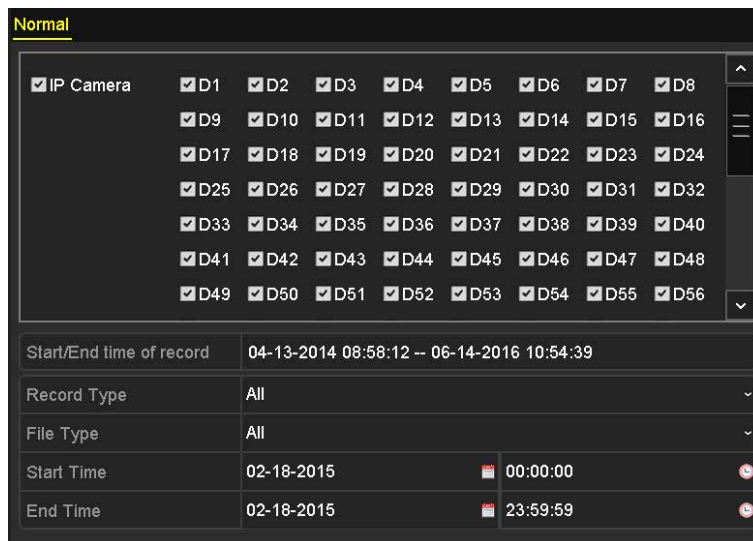 Normal
IP Camera D1 D2 D3 D4 D5 D6 D7 D8
D9 D10 D11 D12 D13 D14 D15 D16
D17 D18 D19 D20 D21 D22 D23 D24
D25 D26 D27 D28 D29 D30 D31 D32
D33 D34 D35 D36 D37 D38 D39 D40
D41 D42 D43 D44 D45 D46 D47 D48
D49 D50 D51 D52 D53 D54 D55 D56
Start/End time of record 04-13-2014 08:58:12 -- 06-14-2016 10:54:39
Record Type All
File Type All
Start Time 02-18-2015 00:00:00
End Time 02-18-2015 23:59:59